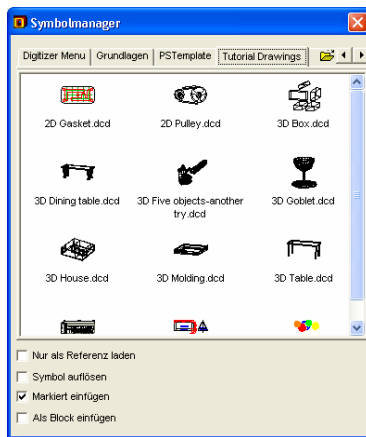 Symbolmanager
Digitizer Menu Grundlagen PSTemplate Tutorial Drawings
2D Gasket.dcd 2D Pulley.dcd 3D Box.dcd
3D Dining table.dcd 3D Five objects-another try.dcd 3D Goblet.dcd
3D House.dcd 3D Molding.dcd 3D Table.dcd
Nur als Referenz laden
Symbol auflösen
Markiert einfügen
Als Block einfügen